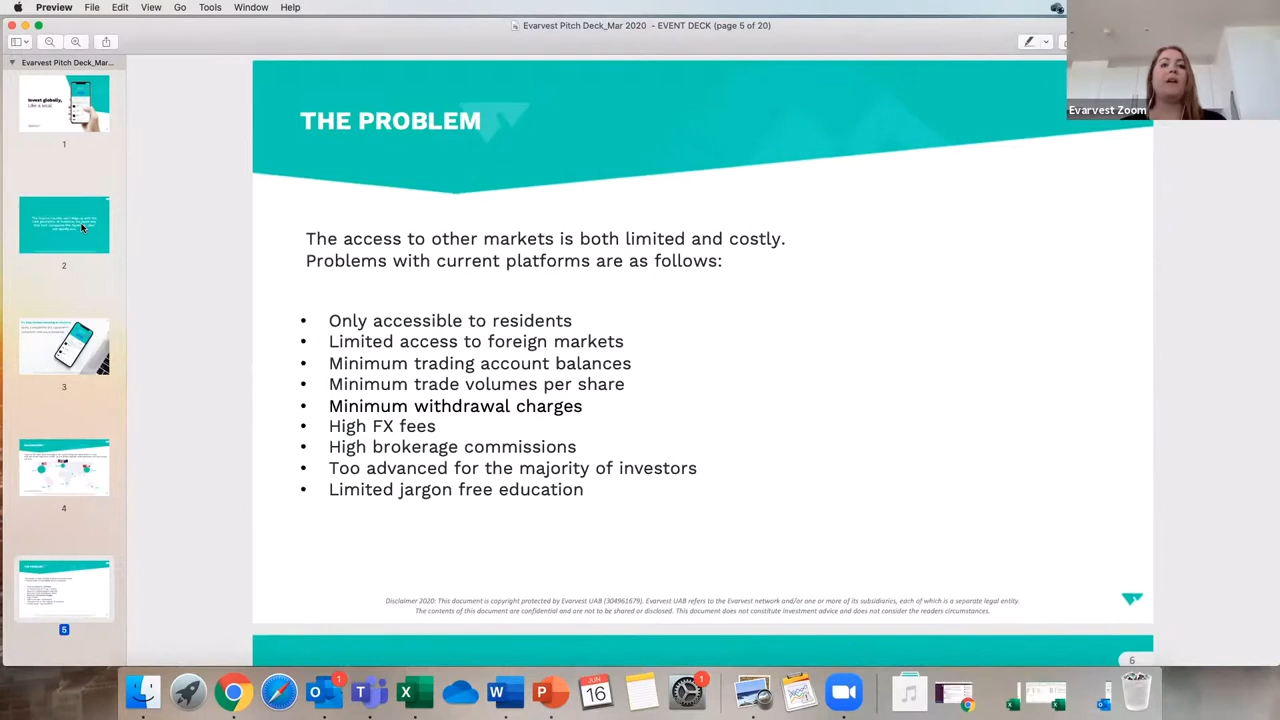 Preview File Edit View Go Tools Window Help
Evarvest Pitch Deck_Mar 2020 - EVENT DECK (page 5 of 20)
Evarvest Pitch Deck_Mar...
Invest globally,
Like a local.
1
2
3
4
5
THE PROBLEM
The access to other markets is both limited and costly.
Problems with current platforms are as follows:
• Only accessible to residents
• Limited access to foreign markets
• Minimum trading account balances
• Minimum trade volumes per share
• Minimum withdrawal charges
• High FX fees
• High brokerage commissions
• Too advanced for the majority of investors
• Limited jargon free education
Disclaimer 2020: This document is copyright protected by Evarvest UAB (304961679). Evarvest UAB refers to the Evarvest network and/or one or more of its subsidiaries, each of which is a separate legal entity.
The contents of this document are confidential and are not to be shared or disclosed. This document does not constitute investment advice and does not consider the readers circumstances.
6
Evarvest Zoom
JUN
16
1
1